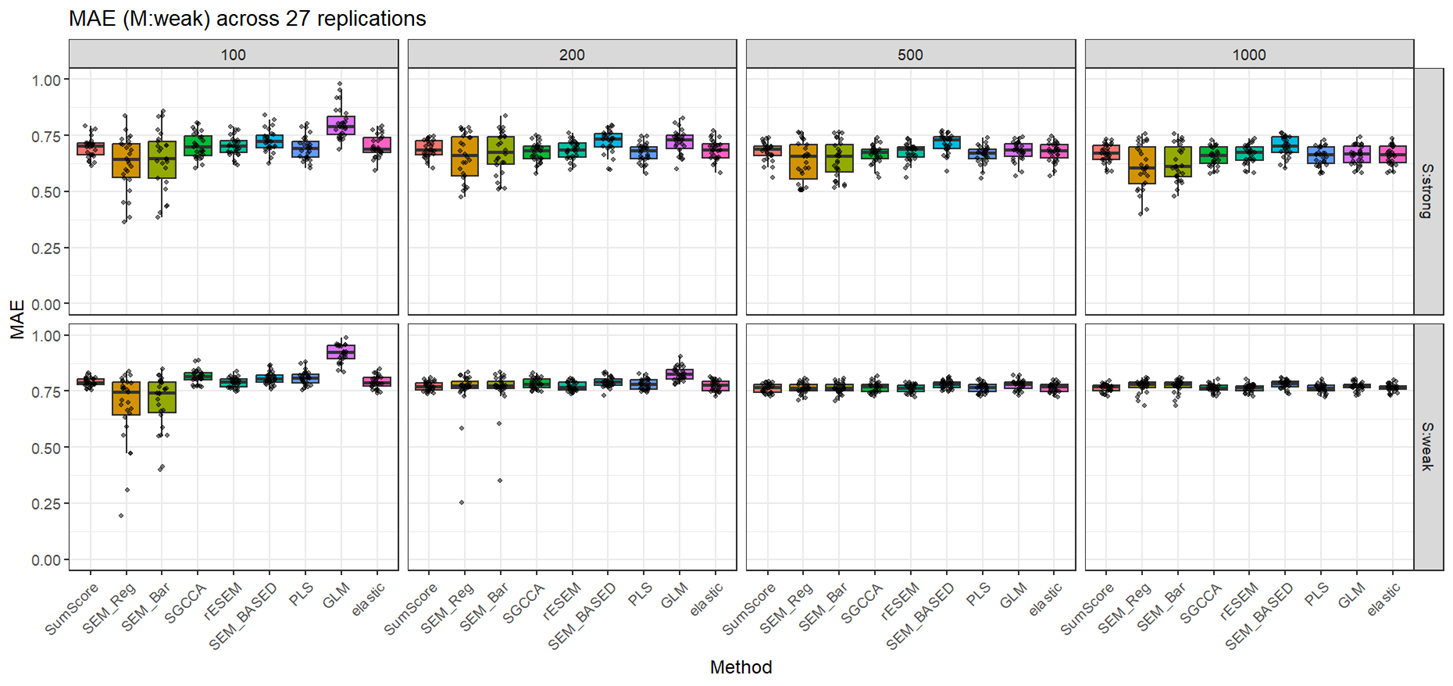 MAE (M:weak) across 27 replications
100 200 500 1000
MAE
1.00
0.75
0.50
0.25
0.00
S:strong
1.00
0.75
0.50
0.25
0.00
S:weak
SumScore SEM_Reg SEM_Bar SGCCA rESEM SEM_BASED PLS GLM elastic SumScore SEM_Reg SEM_Bar SGCCA rESEM SEM_BASED PLS GLM elastic SumScore SEM_Reg SEM_Bar SGCCA rESEM SEM_BASED PLS GLM elastic SumScore SEM_Reg SEM_Bar SGCCA rESEM SEM_BASED PLS GLM elastic
Method